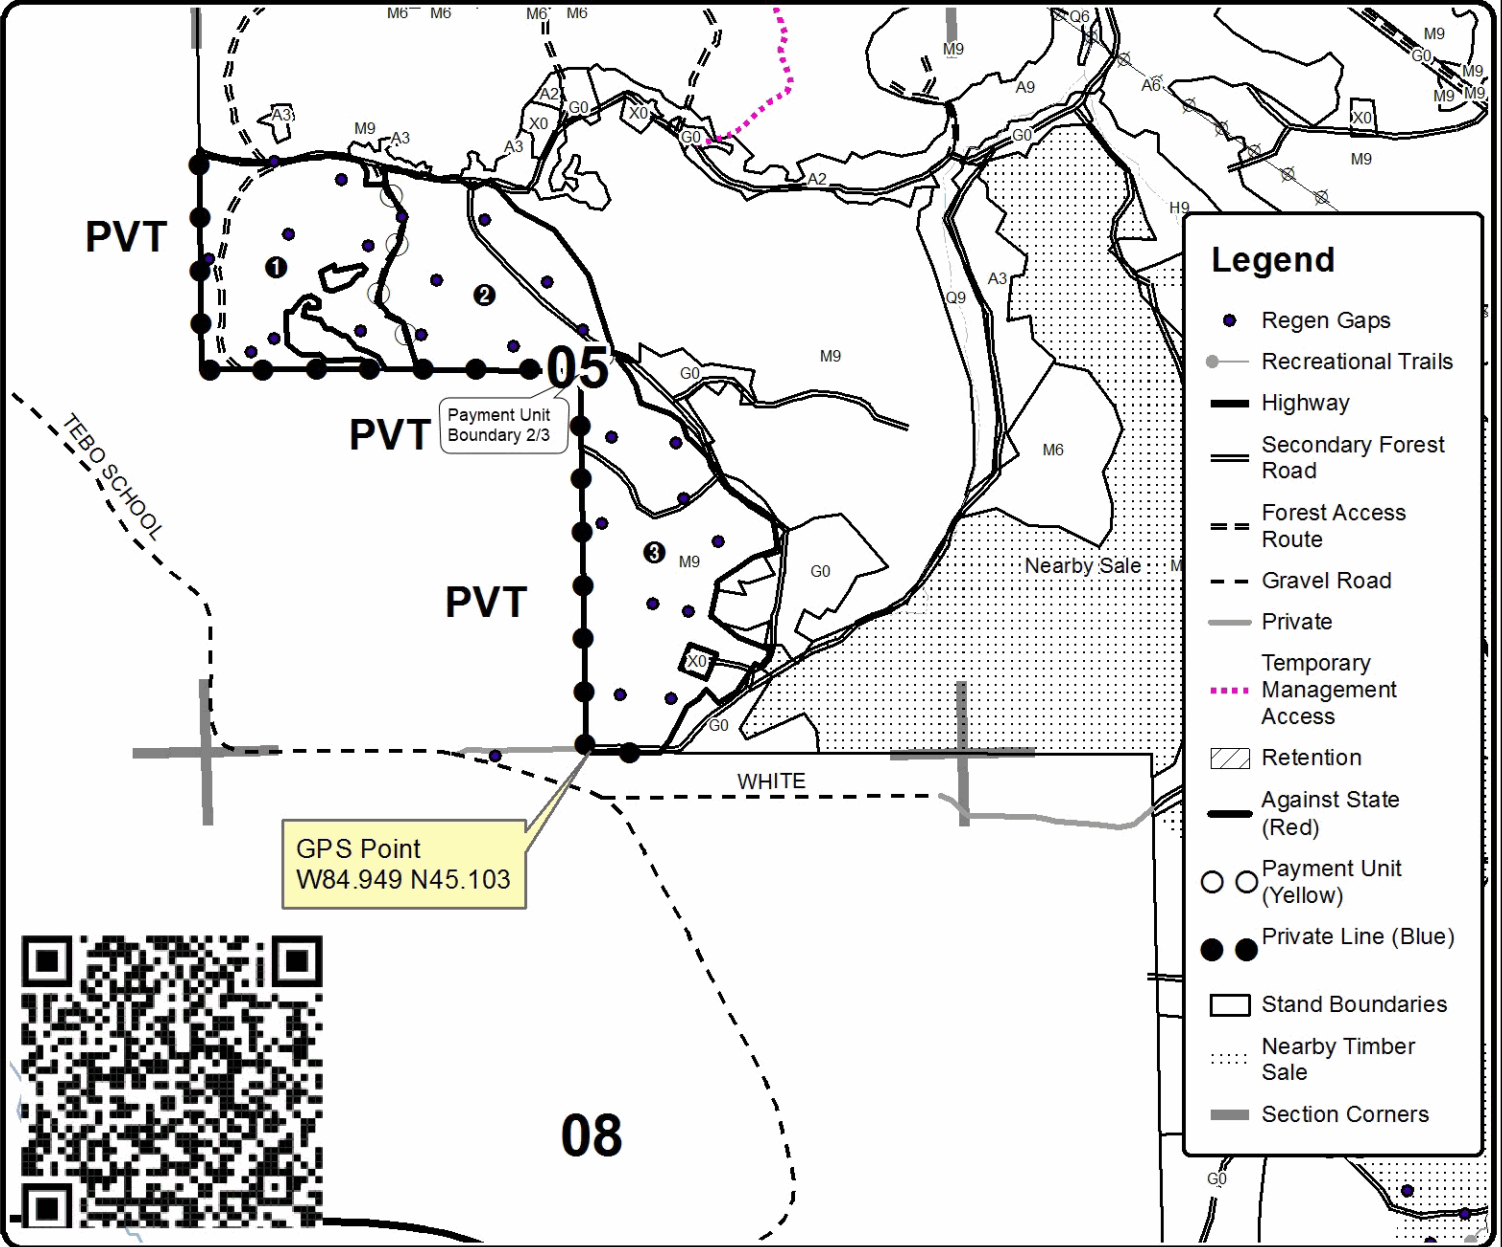 M6
M6
M6
M6
Q6
M9
M9
G0
A9
A6
M9
M9
M9
A2
G0
X0
X0
X0
A3
M9
A3
A3
G0
G0
M9
A2
H9
PVT
1
2
A3
Q9
M9
G0
05
Payment Unit
Boundary 2/3
PVT
TEBO SCHOOL
M6
3
M9
G0
Nearby Sale
M
PVT
X0
G0
WHITE
GPS Point
W84.949 N45.103
08
G0
Legend
Regen Gaps
Recreational Trails
Highway
Secondary Forest
Road
Forest Access
Route
Gravel Road
Private
Temporary
Management
Access
Retention
Against State
(Red)
Payment Unit
(Yellow)
Private Line (Blue)
Stand Boundaries
Nearby Timber
Sale
Section Corners